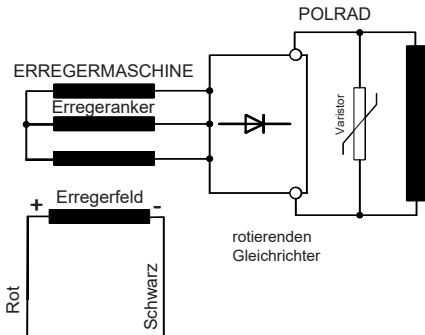 POLRAD
ERREGERMASCHINE
Erregeranker
Varistor
Erregerfeld
+ -
rotierenden
Gleichrichter
Rot
Schwarz